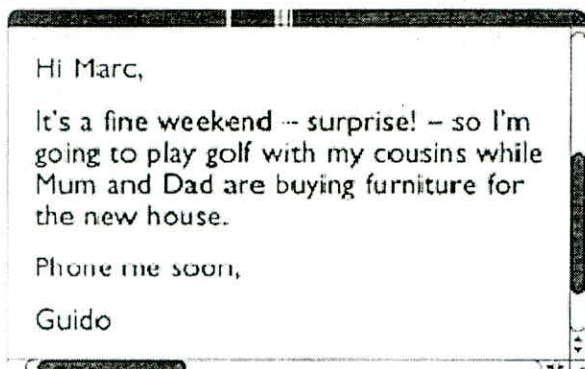 Hi Marc,
It's a fine weekend – surprise! – so I'm
going to play golf with my cousins while
Mum and Dad are buying furniture for
the new house.
Phone me soon,
Guido